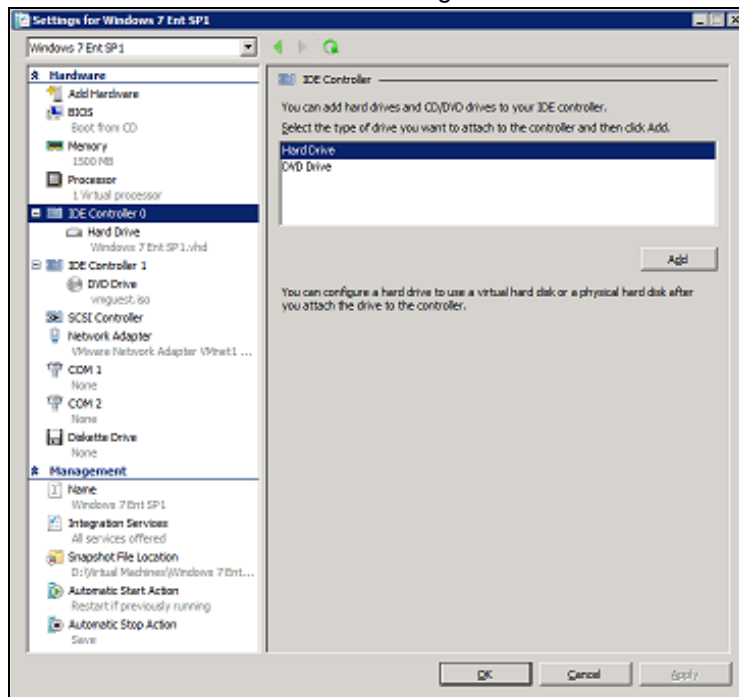 Settings for Windows 7 Ent SP1
Windows 7 Ent SP1
Hardware
Add Hardware
BIOS
Boot from CD
Memory
1500 MB
Processor
1 Virtual processor
IDE Controller 0
Hard Drive
Windows 7 Ent SP1.vhd
IDE Controller 1
DVD Drive
vmguest.iso
SCSI Controller
Network Adapter
VMware Network Adapter VMnet1 ...
COM 1
None
COM 2
None
Diskette Drive
None
Management
Name
Windows 7 Ent SP1
Integration Services
All services offered
Snapshot File Location
D:\Virtual Machines\Windows 7 Ent...
Automatic Start Action
Restart if previously running
Automatic Stop Action
Save
IDE Controller
You can add hard drives and CD/DVD drives to your IDE controller.
Select the type of drive you want to attach to the controller and then click Add.
Hard Drive
DVD Drive
Add
You can configure a hard drive to use a virtual hard disk or a physical hard disk after
you attach the drive to the controller.
OK
Cancel
Apply